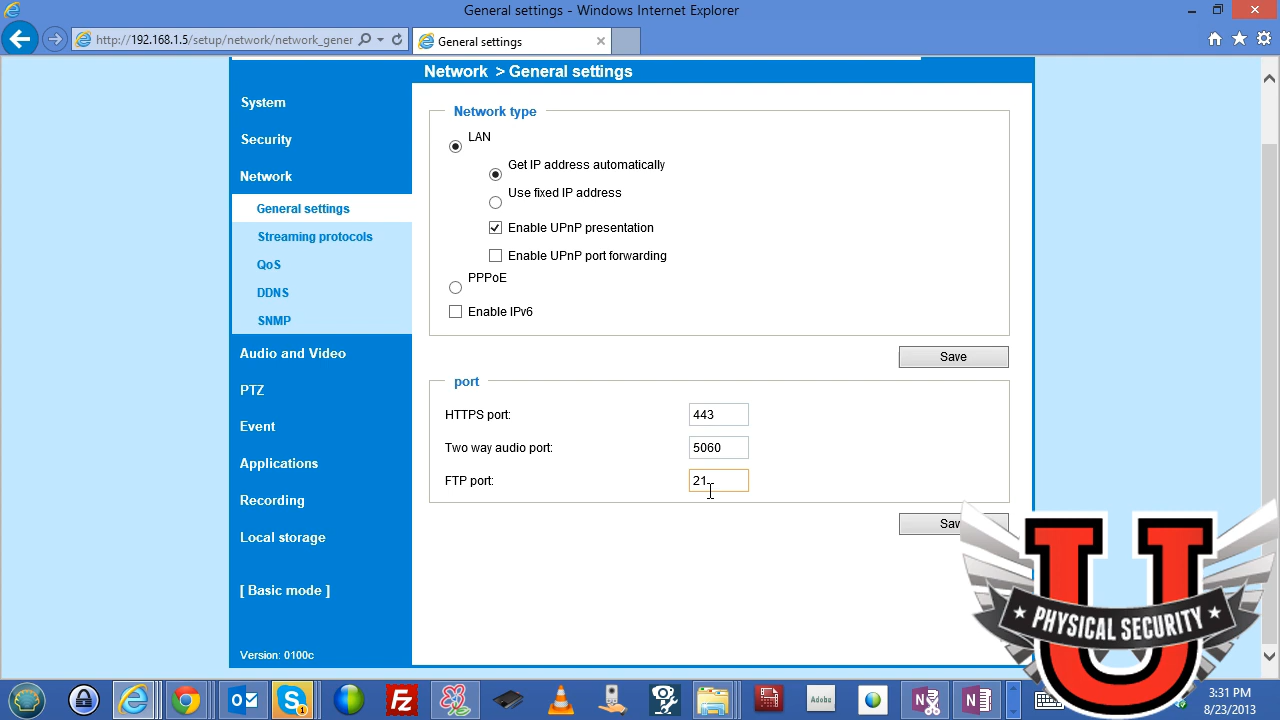 General settings - Windows Internet Explorer
http://192.168.1.5/setup/network/network_gener
General settings
Network > General settings
System
Security
Network
General settings
Streaming protocols
QoS
DDNS
SNMP
Audio and Video
PTZ
Event
Applications
Recording
Local storage
[ Basic mode ]
Version: 0100c
Network type
LAN
Get IP address automatically
Use fixed IP address
Enable UPnP presentation
Enable UPnP port forwarding
PPPoE
Enable IPv6
Save
port
HTTPS port: 443
Two way audio port: 5060
FTP port: 21
Sav
U
PHYSICAL SECURITY
Adobe
3:31 PM
8/23/2013